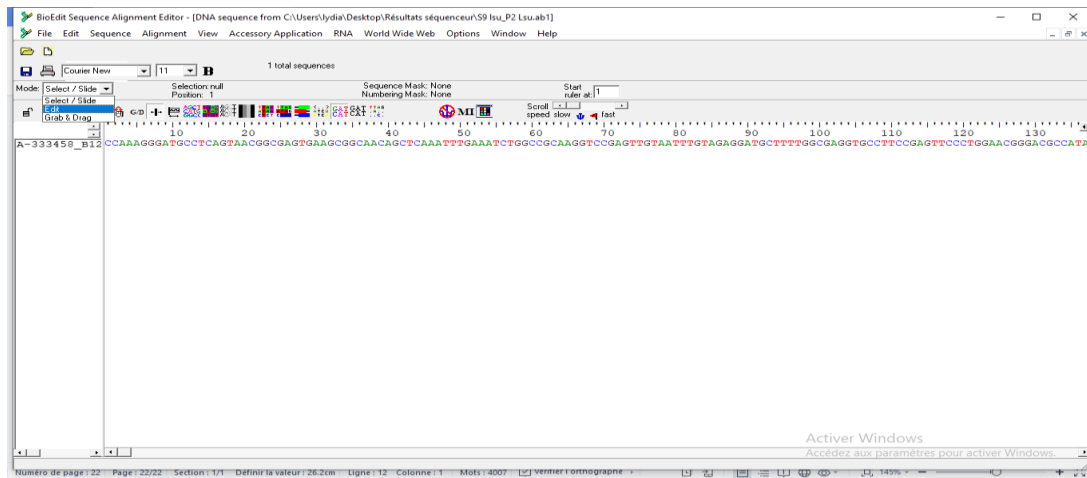 BioEdit Sequence Alignment Editor - [DNA sequence from C:\Users\lydia\Desktop\Résultats séquenceur\S9 lsu_P2 Lsu.ab1]
File Edit Sequence Alignment View Accessory Application RNA World Wide Web Options Window Help
Courier New 11 B 1 total sequences
Mode: Select / Slide Selection: null Sequence Mask: None Start
Position: 1 Numbering Mask: None ruler at: 1
Select / Slide
Edit
Grab & Drag
G/D MI Scroll
speed slow fast
10 20 30 40 50 60 70 80 90 100 110 120 130
A-333458_B12 CCAAAGGGATGCCTCAGTAACGGCGAGTGAAGCGGCAACAGCTCAAATTTGAAATCTGGCCGCAAGGTCCGAGTTGTAATTTGTAGAGGATGCTTTTGGCGAGGTGCCTTCCGAGTTCCCTGGAACGGGACGCCATA
Activer Windows
Accédez aux paramètres pour activer Windows.
Numéro de page : 22 Page : 22/22 Section : 1/1 Définir la valeur : 26.2cm Ligne : 12 Colonne : 1 Mots : 4007 Vérifier l'orthographe 145%